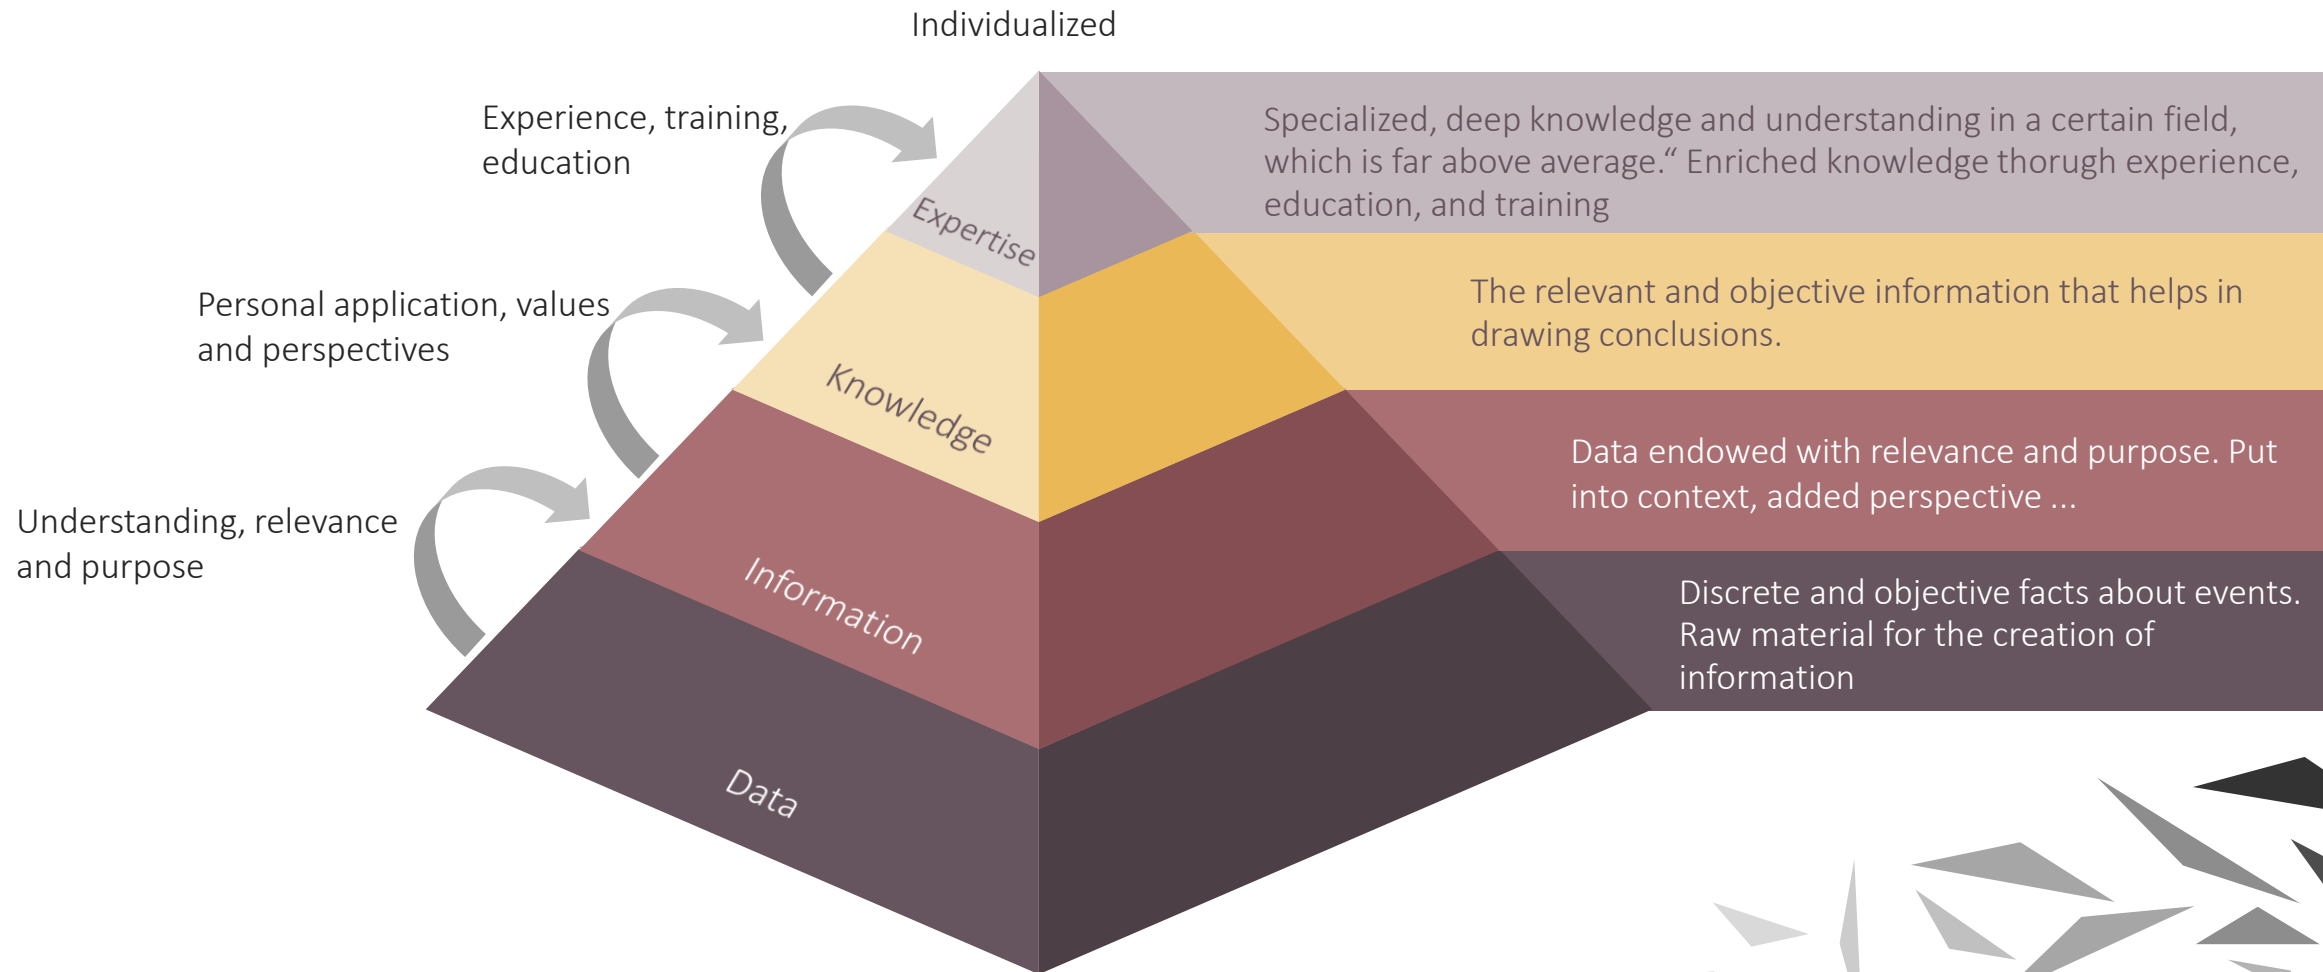 Individualized
Experience, training,
education
Specialized, deep knowledge and understanding in a certain field,
which is far above average.“ Enriched knowledge thorugh experience,
education, and training
Expertise
Personal application, values
and perspectives
The relevant and objective information that helps in
drawing conclusions.
Knowledge
Understanding, relevance
and purpose
Data endowed with relevance and purpose. Put
into context, added perspective ...
Information
Discrete and objective facts about events.
Raw material for the creation of
information
Data